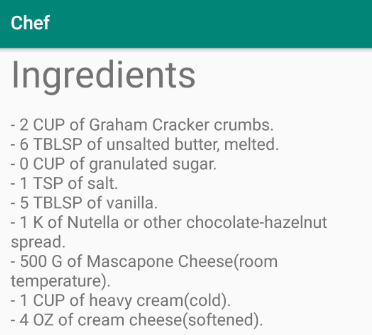 Chef
Ingredients
- 2 CUP of Graham Cracker crumbs.
- 6 TBLSP of unsalted butter, melted.
- 0 CUP of granulated sugar.
- 1 TSP of salt.
- 5 TBLSP of vanilla.
- 1 K of Nutella or other chocolate-hazelnut
spread.
- 500 G of Mascapone Cheese(room
temperature).
- 1 CUP of heavy cream(cold).
- 4 OZ of cream cheese(softened).